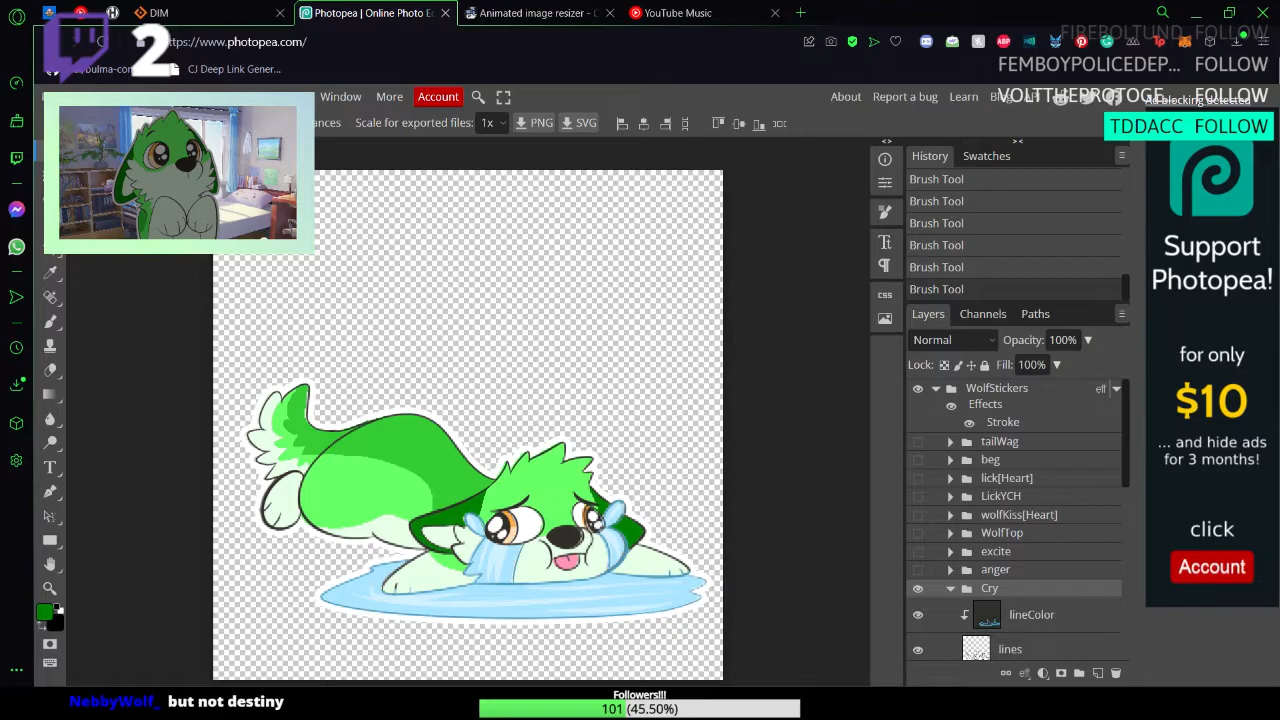 DIM
Photopea | Online Photo Ed
Animated image resizer - C
YouTube Music
2
https://www.photopea.com/
FIREBOLTUND FOLLOW
FEMBOYPOLICEDEP... FOLLOW
VOLTTHERPROTOGE FOLLOW
TDDACC FOLLOW
CJ Deep Link Gener...
Window
More
Account
About
Report a bug
Learn
Scale for exported files:
1x
PNG
SVG
History
Swatches
Brush Tool
Brush Tool
Brush Tool
Brush Tool
Brush Tool
Brush Tool
CSS
Layers
Channels
Paths
Normal
Opacity:
100%
Lock:
Fill:
100%
WolfStickers
eff
Effects
Stroke
tailWag
beg
lick[Heart]
LickYCH
wolfKiss[Heart]
WolfTop
excite
anger
Cry
lineColor
lines
Support
Photopea!
for only
$10
... and hide ads
for 3 months!
click
Account
NebbyWolf_ but not destiny
Followers!!!
101 (45.50%)